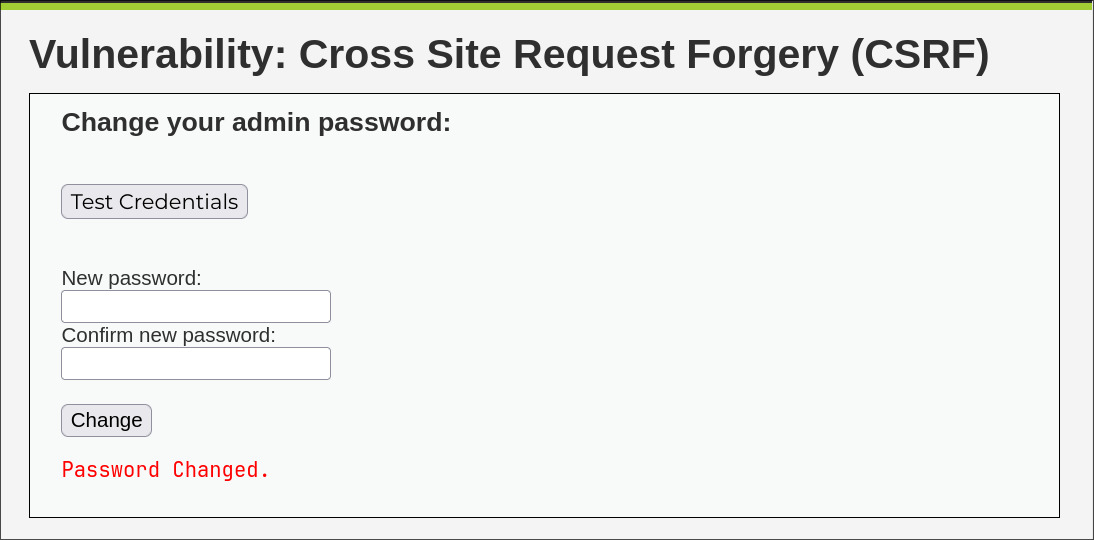 Vulnerability: Cross Site Request Forgery (CSRF)
Change your admin password:
Test Credentials
New password:
Confirm new password:
Change
Password Changed.